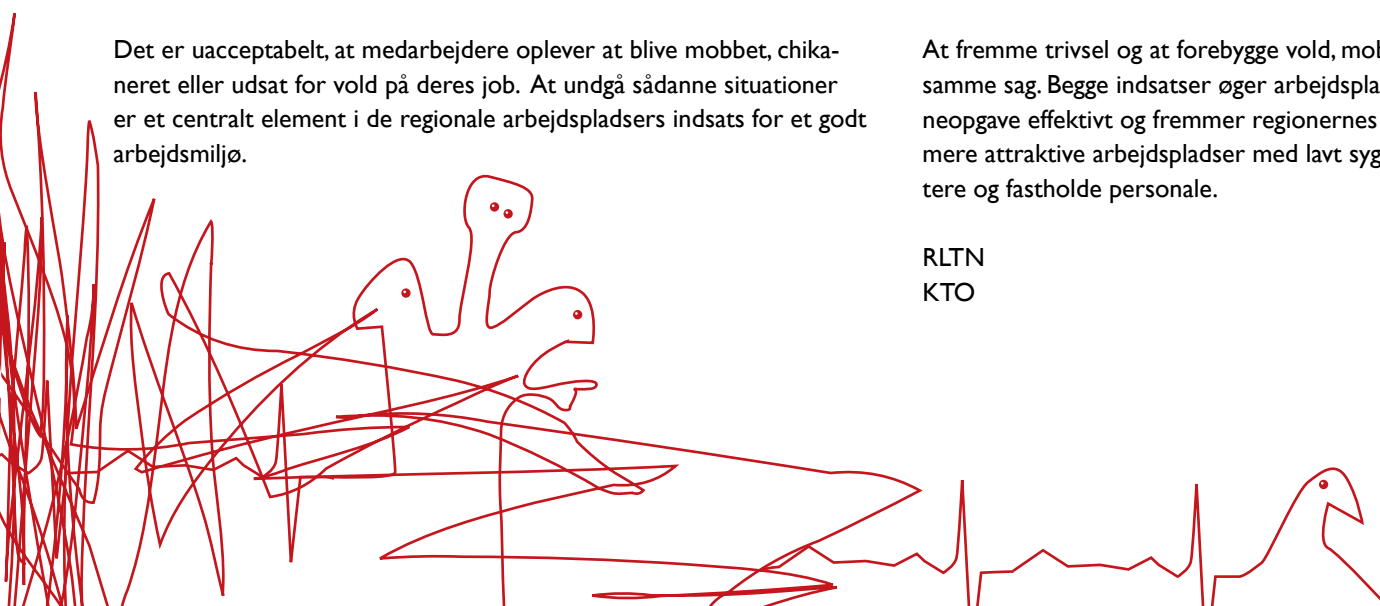 Det er uacceptabelt, at medarbejdere oplever at blive mobbet, chika-
neret eller udsat for vold på deres job. At undgå sådanne situationer
er et centralt element i de regionale arbejdspladsers indsats for et godt
arbejdsmiljø.
At fremme trivsel og at forebygge vold,
samme sag. Begge indsatser øger
neopgave effektivt og fremmer regionernes
mere attraktive arbejdspladser med lavt
tere og fastholde personale.
RLTN
KTO